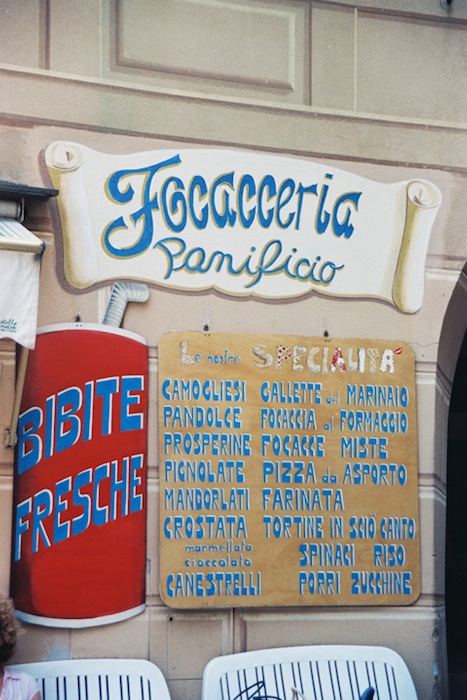 Focacceria
Panificio
BIBITE
FRESCHE
Le nostre SPECIALITÀ
CAMOGLIESI
PANDOLCE
PROSPERINE
PIGNOLATE
MANDORLATI
CROSTATA
marmellata
cioccolato
CANESTRELLI
GALLETTE del MARINAIO
FOCACCIA al FORMAGGIO
FOCACCE MISTE
PIZZA da ASPORTO
FARINATA
TORTINE IN SCIÖ CANTO
SPINACI RISO
PORRI ZUCCHINE